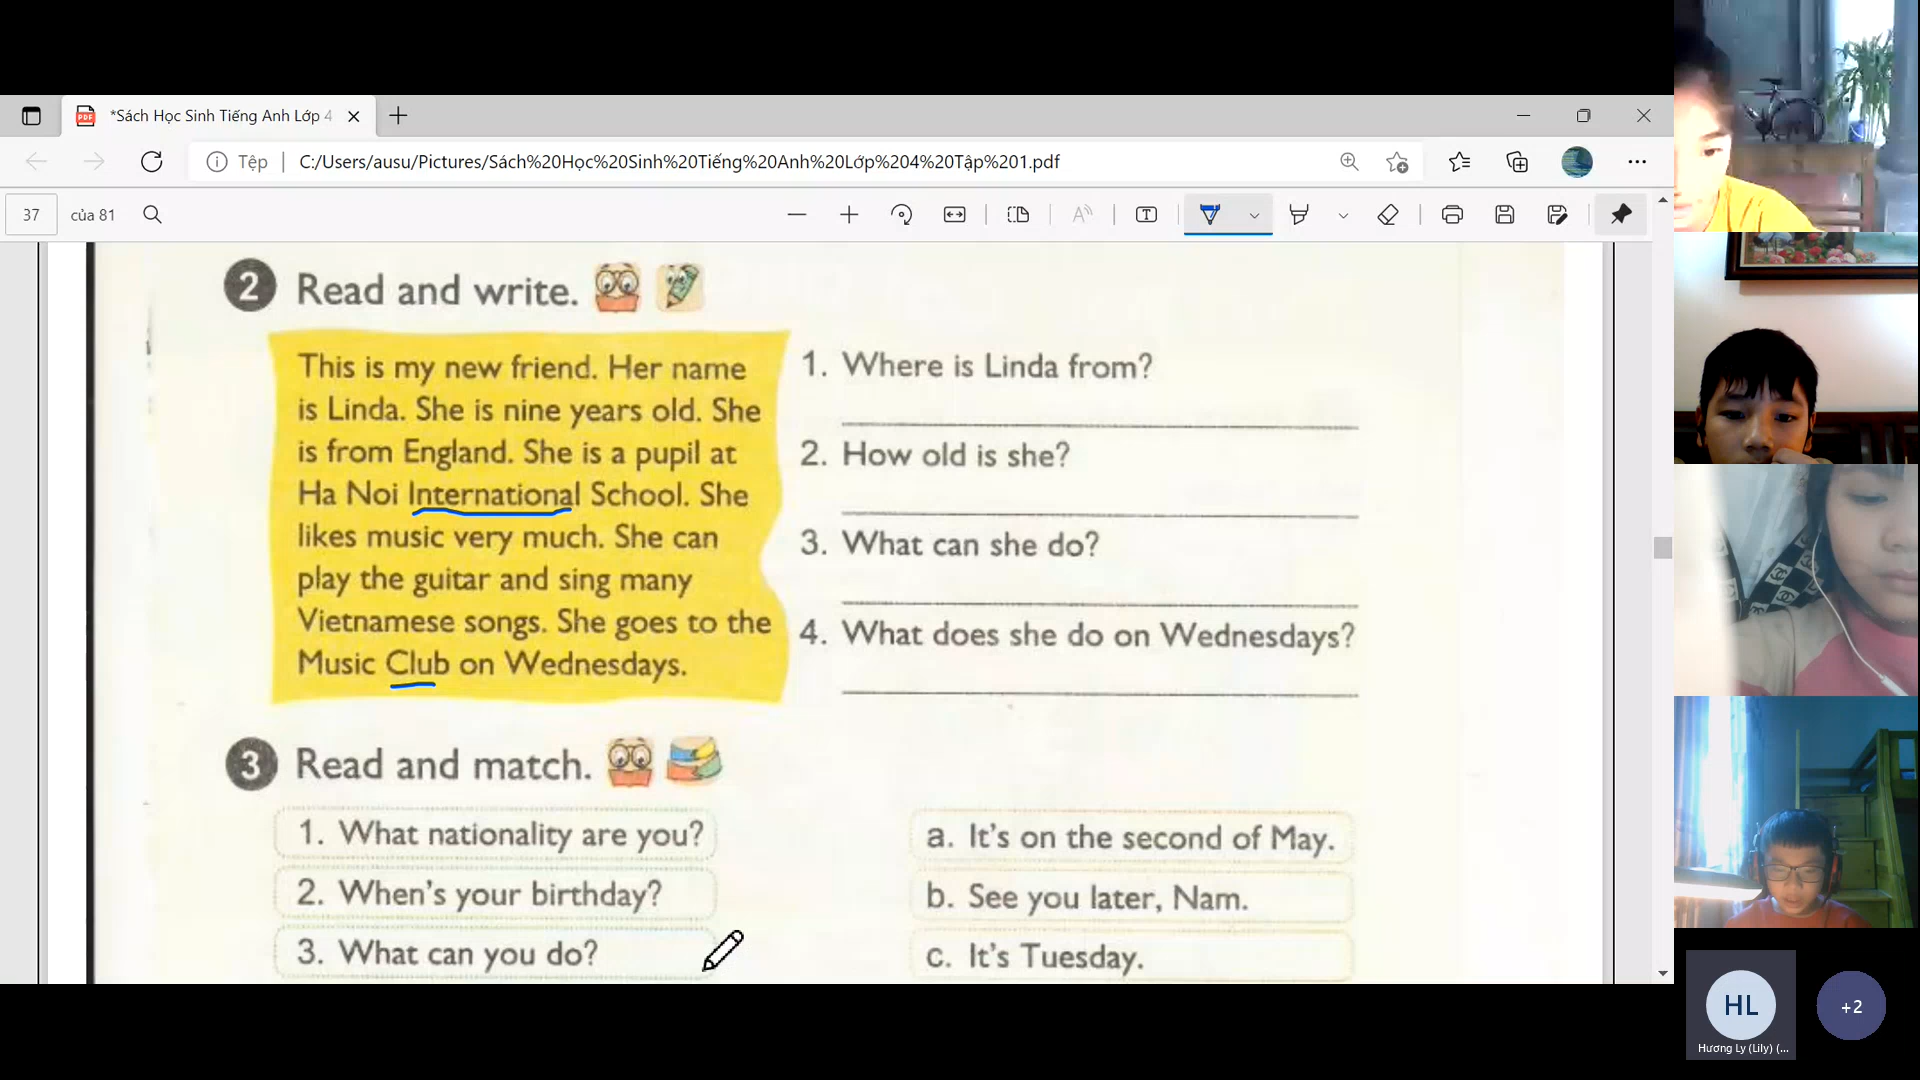 *Sách Học Sinh Tiếng Anh Lớp 4
Tệp
C:/Users/ausu/Pictures/Sách%20Học%20Sinh%20Tiếng%20Anh%20Lớp%204%20Tập%201.pdf
37
của 81
2 Read and write.
This is my new friend. Her name
is Linda. She is nine years old. She
is from England. She is a pupil at
Ha Noi International School. She
likes music very much. She can
play the guitar and sing many
Vietnamese songs. She goes to the
Music Club on Wednesdays.
1. Where is Linda from?
2. How old is she?
3. What can she do?
4. What does she do on Wednesdays?
3 Read and match.
1. What nationality are you?
2. When's your birthday?
3. What can you do?
a. It's on the second of May.
b. See you later, Nam.
c. It's Tuesday.
HL
Hương Ly (Lily) (...
+2